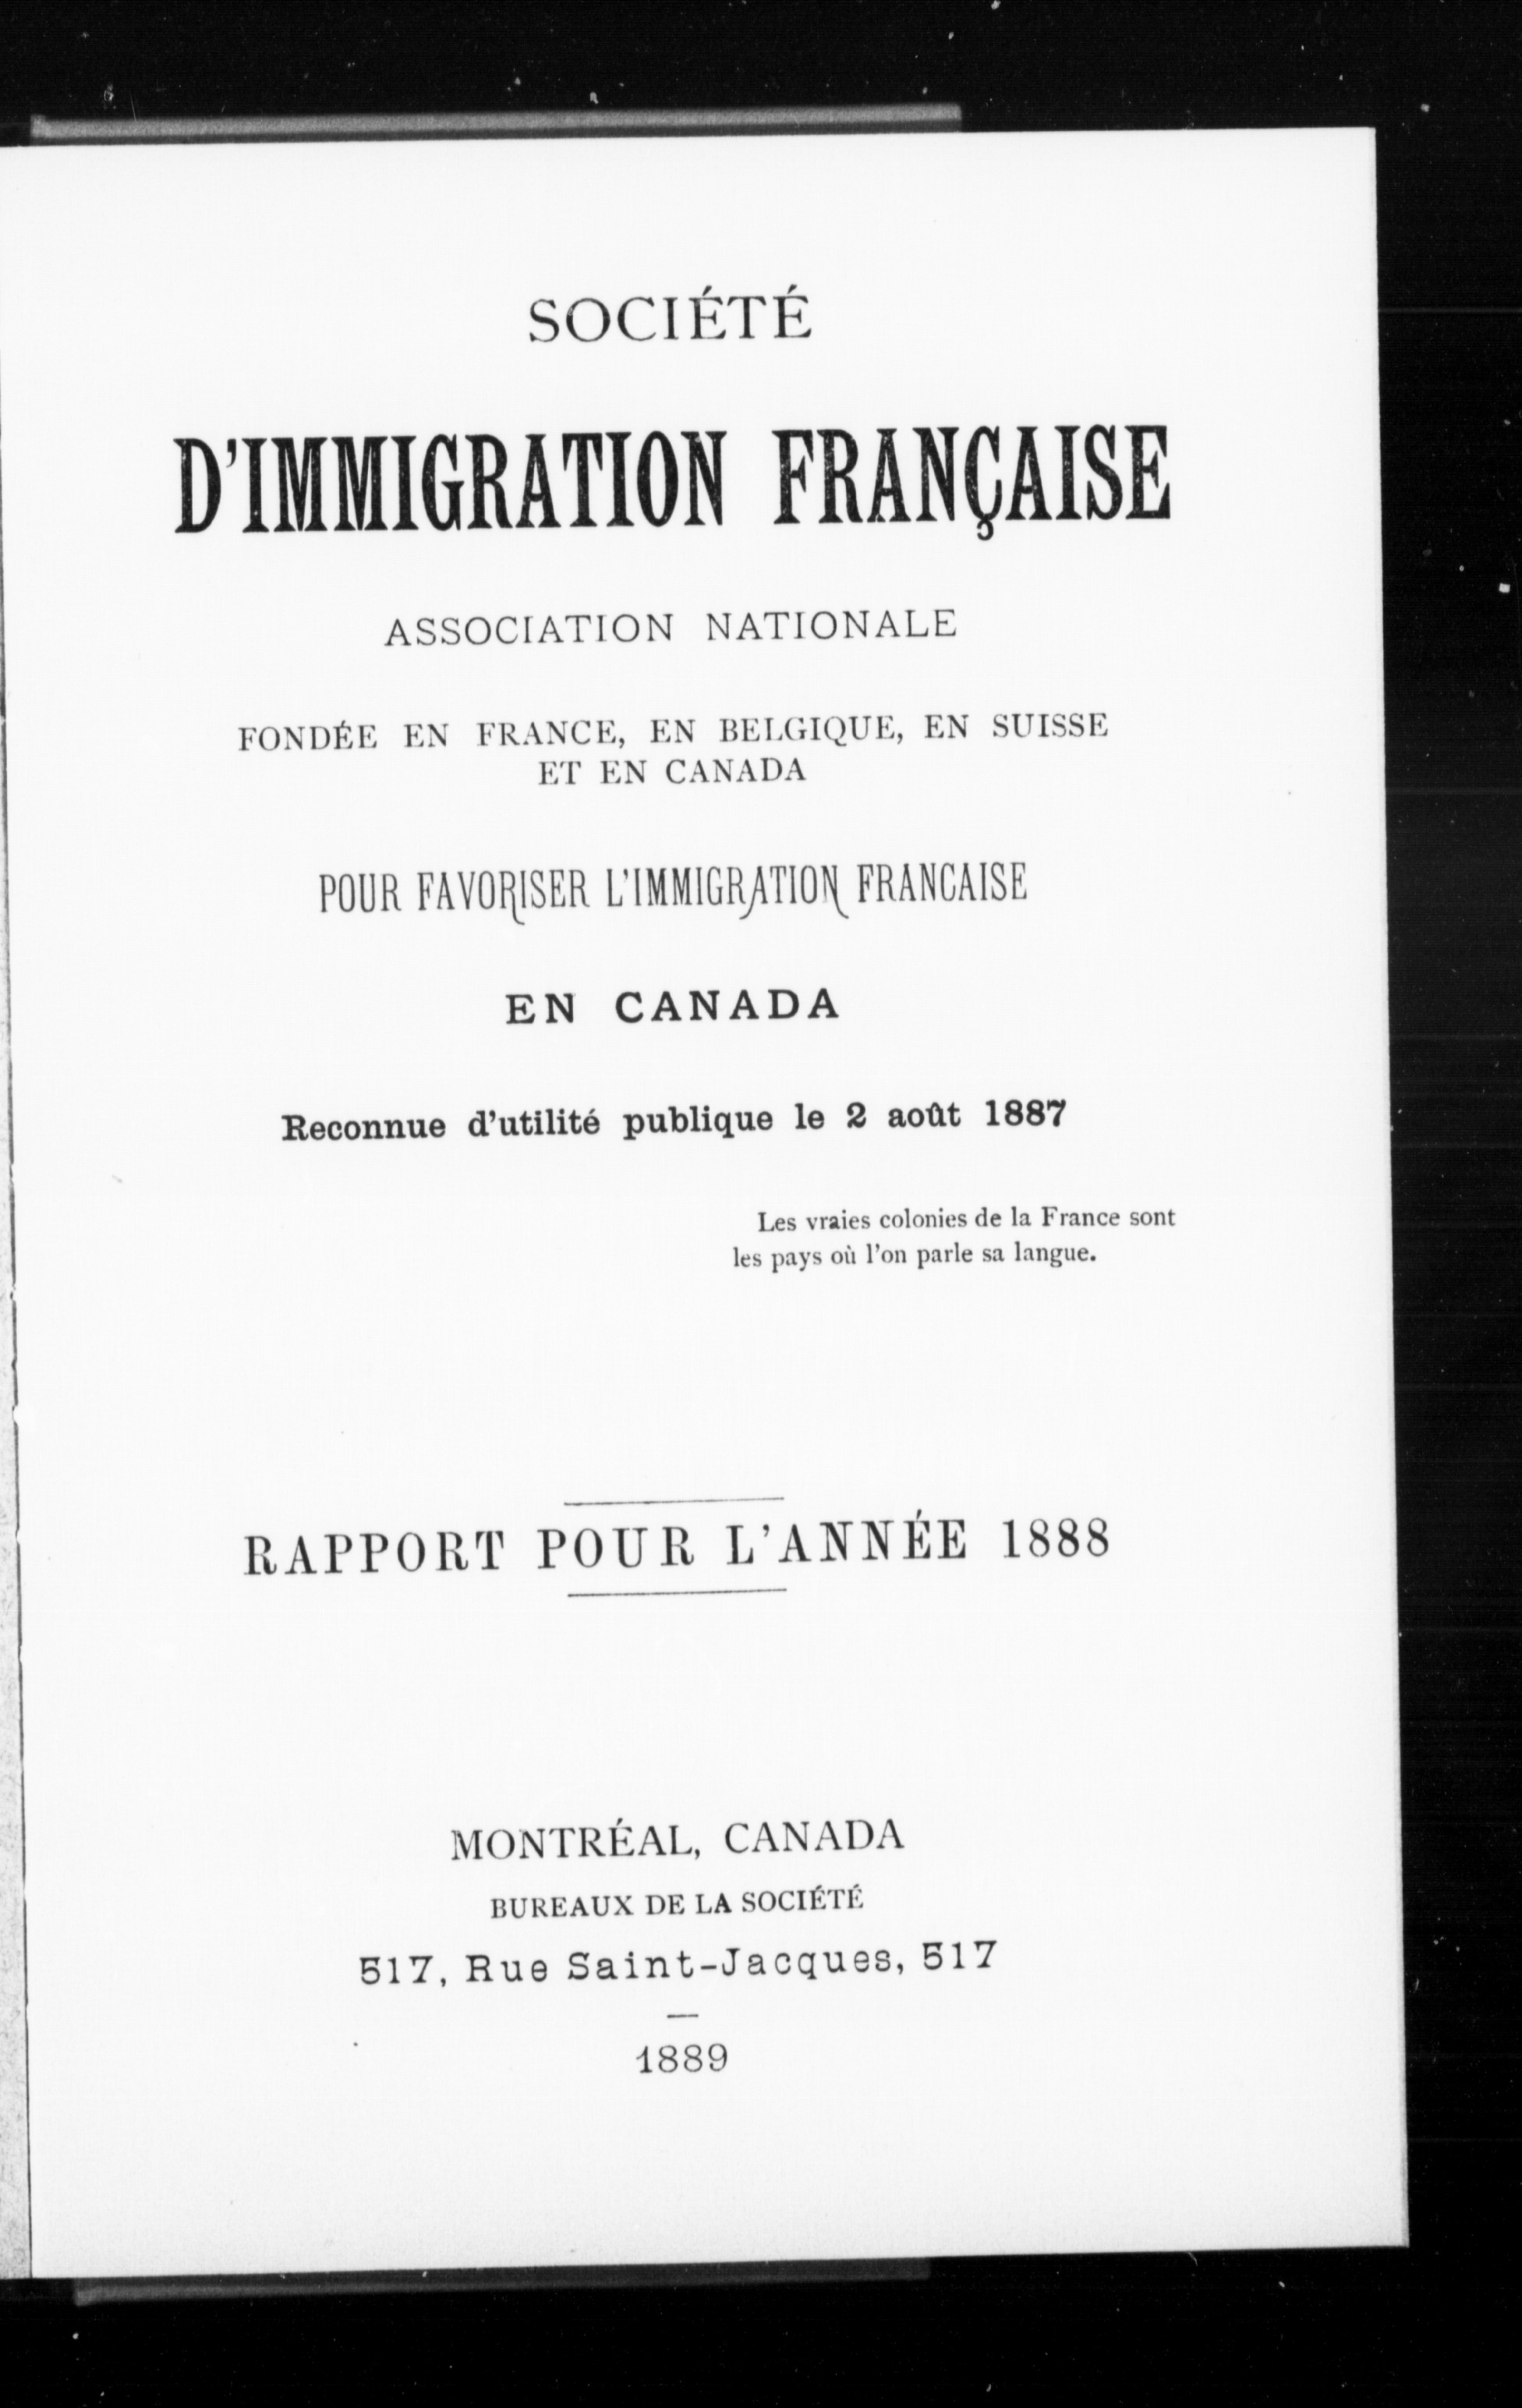 SOCIÉTÉ
D'IMMIGRATION FRANÇAISE
ASSOCIATION NATIONALE
FONDÉE EN FRANCE, EN BELGIQUE, EN SUISSE
ET EN CANADA
POUR FAVORISER L'IMMIGRATION FRANCAISE
EN CANADA
Reconnue d'utilité publique le 2 août 1887
Les vraies colonies de la France sont
les pays où l'on parle sa langue.
RAPPORT POUR L'ANNÉE 1888
MONTRÉAL, CANADA
BUREAUX DE LA SOCIÉTÉ
517, Rue Saint-Jacques, 517
1889